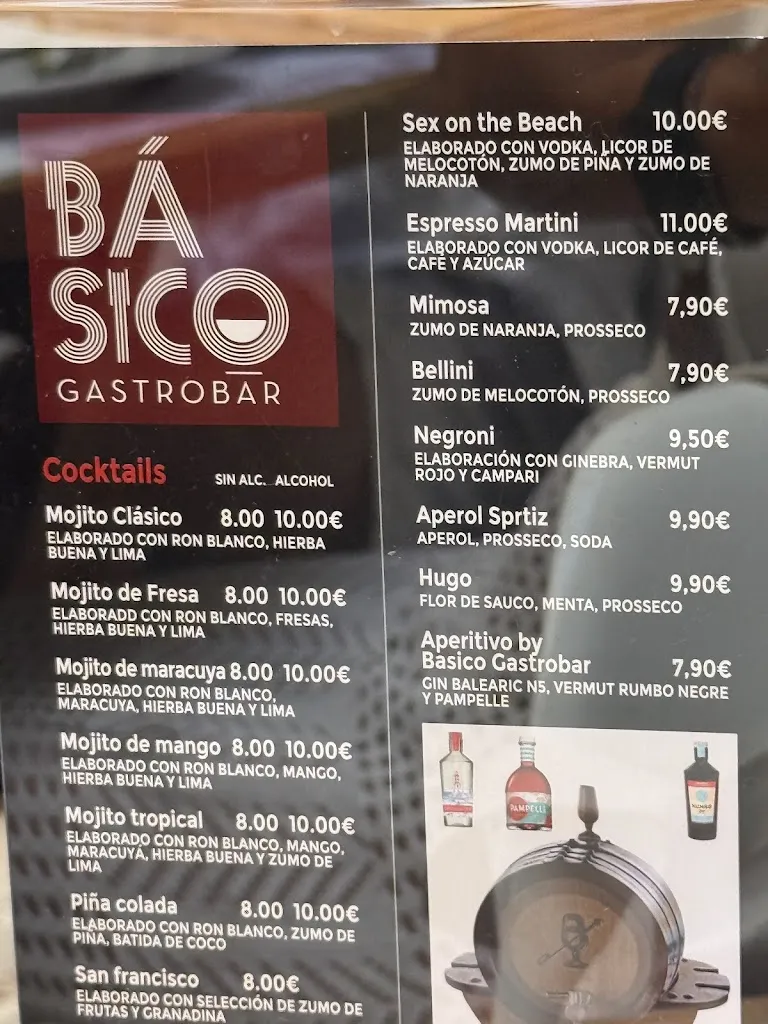 BÁ
SICO
GASTROBAR
Cocktails SIN ALC. ALCOHOL
Mojito Clásico 8.00 10.00€
ELABORADO CON RON BLANCO, HIERBA
BUENA Y LIMA
Mojito de Fresa 8.00 10.00€
ELABORADD CON RON BLANCO, FRESAS,
HIERBA BUENA Y LIMA
Mojito de maracuya 8.00 10.00€
ELABORADO CON RON BLANCO,
MARACUYA, HIERBA BUENA Y LIMA
Mojito de mango 8.00 10.00€
ELABORADO CON RON BLANCO, MANGO,
HIERBA BUENA Y LIMA
Mojito tropical 8.00 10.00€
ELABORADO CON RON BLANCO, MANGO,
MARACUYA, HIERBA BUENA Y ZUMO DE
LIMA
Piña colada 8.00 10.00€
ELABORADO CON RON BLANCO, ZUMO DE
PIÑA, BATIDA DE COCO
San francisco 8.00€
ELABORADO CON SELECCIÓN DE ZUMO DE
FRUTAS Y GRANADINA
Sex on the Beach 10.00€
ELABORADO CON VODKA, LICOR DE
MELOCOTÓN, ZUMO DE PIÑA Y ZUMO DE
NARANJA
Espresso Martini 11.00€
ELABORADO CON VODKA, LICOR DE CAFÉ,
CAFÉ Y AZÚCAR
Mimosa 7,90€
ZUMO DE NARANJA, PROSSECO
Bellini 7,90€
ZUMO DE MELOCOTÓN, PROSSECO
Negroni 9,50€
ELABORACIÓN CON GINEBRA, VERMUT
ROJO Y CAMPARI
Aperol Sprtiz 9,90€
APEROL, PROSSECO, SODA
Hugo 9,90€
FLOR DE SAUCO, MENTA, PROSSECO
Aperitivo by
Basico Gastrobar 7,90€
GIN BALEARIC N5, VERMUT RUMBO NEGRE
Y PAMPELLE
PAMPELLE
RUMBO